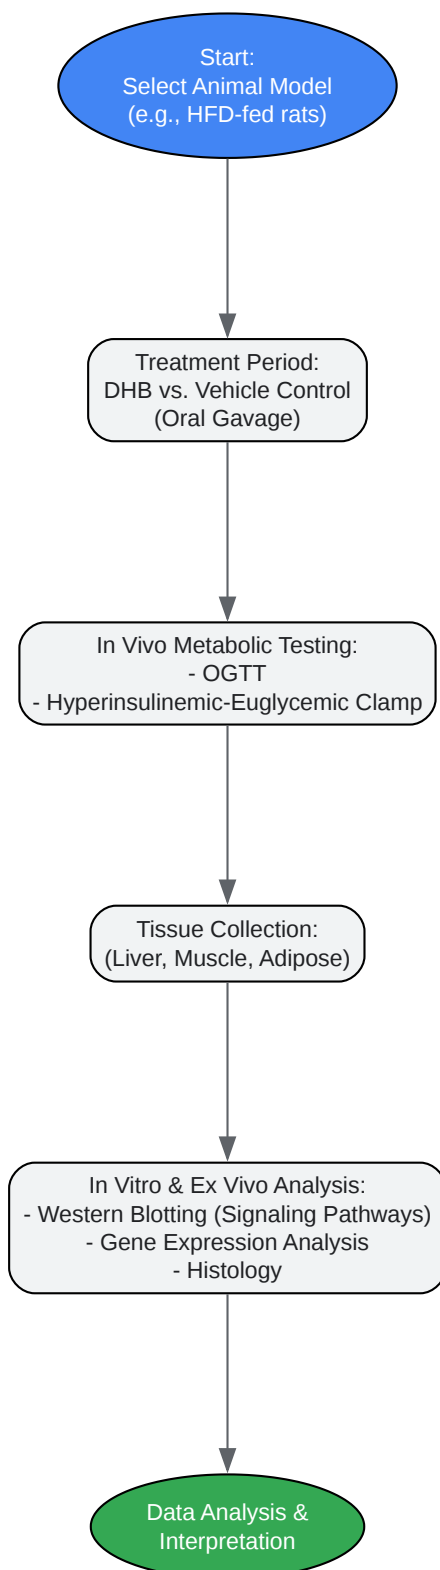 Start:
Select Animal Model
(e.g., HFD-fed rats)
Treatment Period:
DHB vs. Vehicle Control
(Oral Gavage)
In Vivo Metabolic Testing:
- OGTT
- Hyperinsulinemic-Euglycemic Clamp
Tissue Collection:
(Liver, Muscle, Adipose)
In Vitro & Ex Vivo Analysis:
- Western Blotting (Signaling Pathways)
- Gene Expression Analysis
- Histology
Data Analysis &
Interpretation